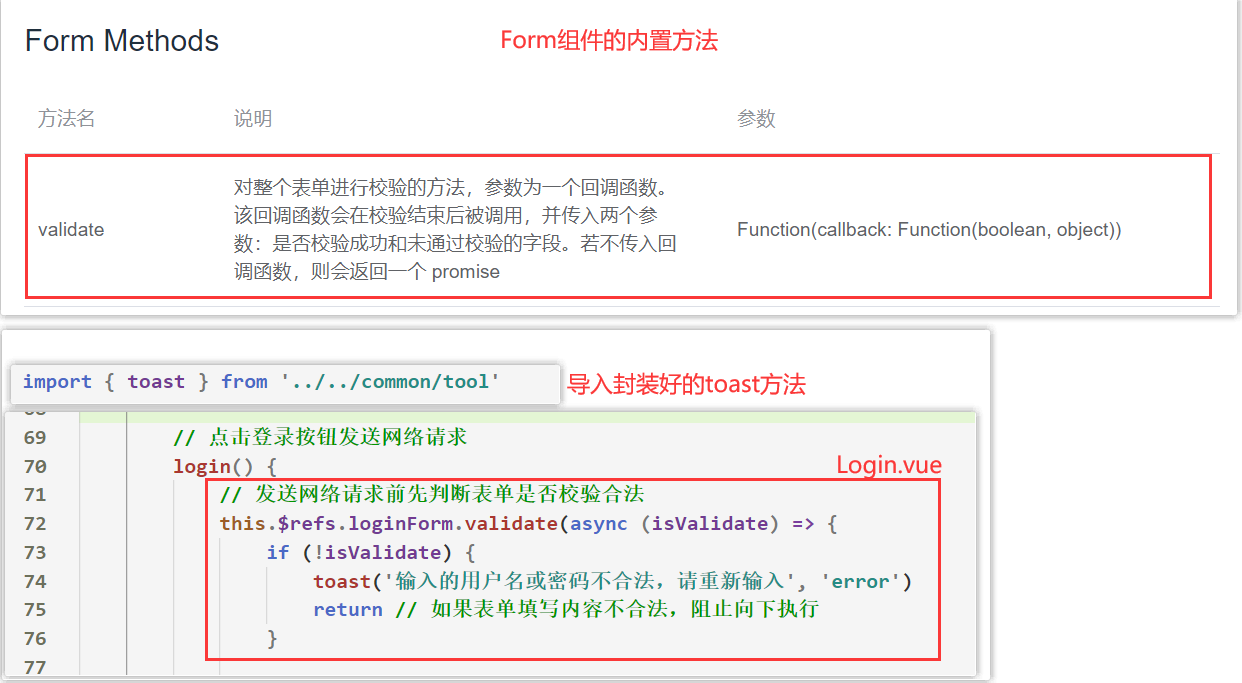 Form Methods
Form组件的内置方法
方法名
说明
参数
validate
对整个表单进行校验的方法，参数为一个回调函数。
该回调函数会在校验结束后被调用，并传入两个参
数：是否校验成功和未通过校验的字段。若不传入回
调函数，则会返回一个 promise
Function(callback: Function(boolean, object))
import { toast } from '../../common/tool'
导入封装好的toast方法
69 // 点击登录按钮发送网络请求
70 login() {
Login.vue
71 // 发送网络请求前先判断表单是否校验合法
72 this.$refs.loginForm.validate(async (isValidate) => {
73 if (!isValidate) {
74 toast('输入的用户名或密码不合法，请重新输入', 'error')
75 return // 如果表单填写内容不合法，阻止向下执行
76 }
77